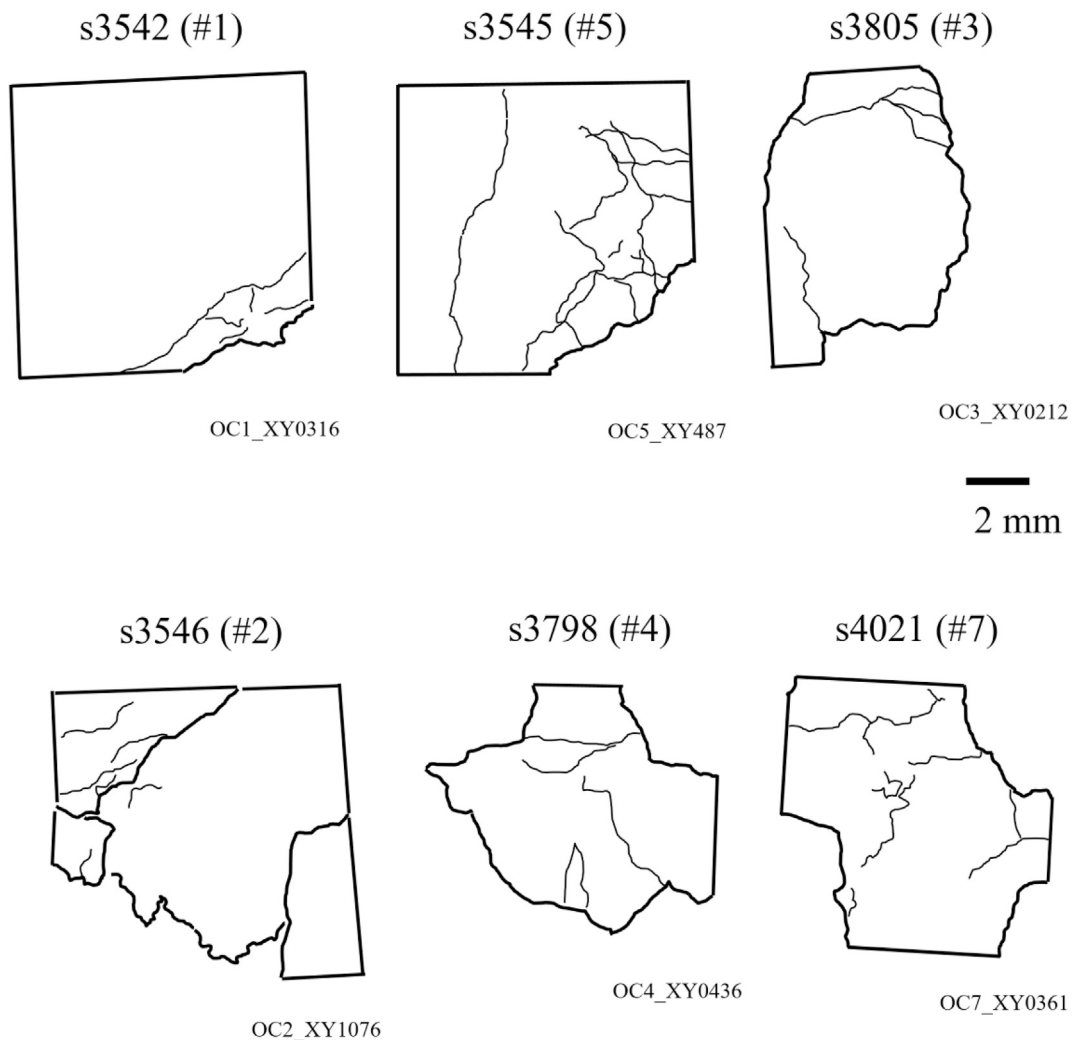 s3542 (#1)
s3545 (#5)
s3805 (#3)
OC1_XY0316
OC5_XY487
OC3_XY0212
2 mm
s3546 (#2)
s3798 (#4)
s4021 (#7)
OC2_XY1076
OC4_XY0436
OC7_XY0361